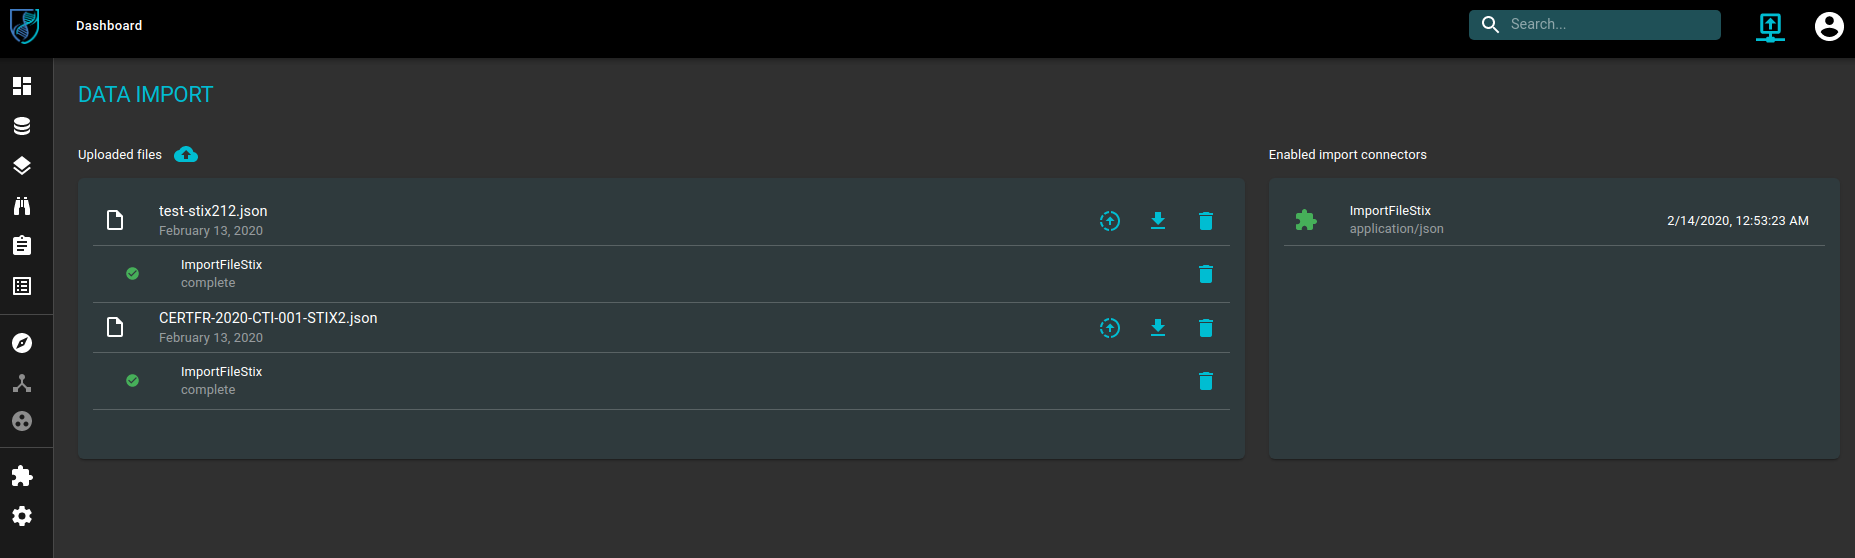 Dashboard
Search...
DATA IMPORT
Uploaded files
test-stix212.json
February 13, 2020
ImportFileStix
complete
CERTFR-2020-CTI-001-STIX2.json
February 13, 2020
ImportFileStix
complete
Enabled import connectors
ImportFileStix
application/json
2/14/2020, 12:53:23 AM